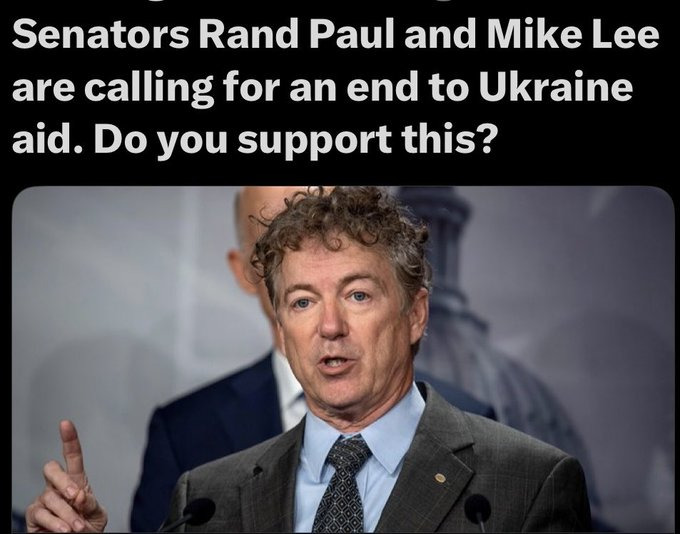 Senators Rand Paul and Mike Lee
are calling for an end to Ukraine
aid. Do you support this?